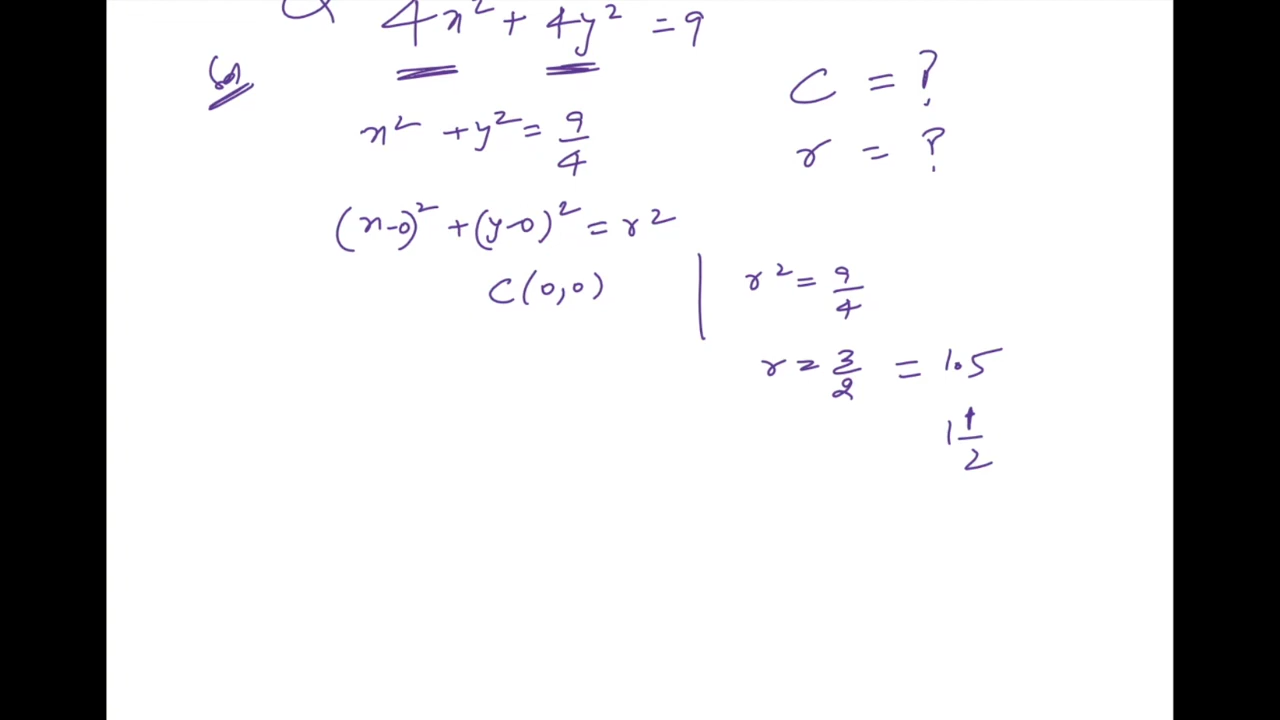 Q 4x² + 4y² = 9
Sol
C = ?
x² + y² = 9/4
r = ?
(x-0)² + (y-0)² = r²
C(0,0)
r² = 9/4
r = 3/2 = 1.5
1 1/2